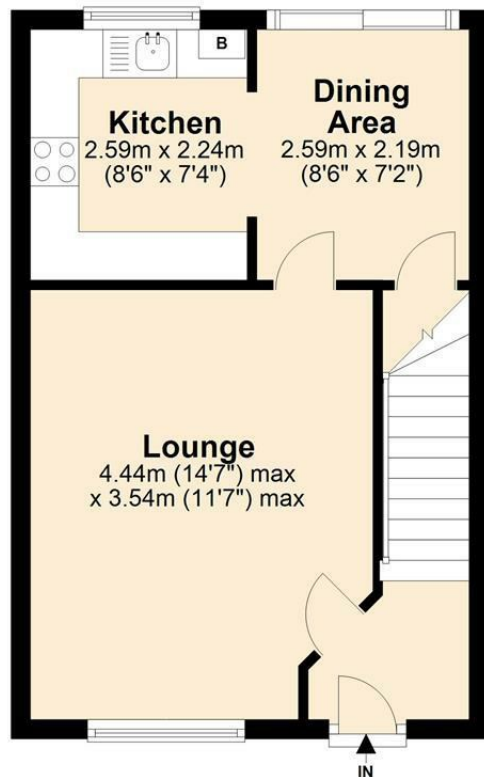 B
Kitchen
2.59m x 2.24m
(8'6" x 7'4")
Dining
Area
2.59m x 2.19m
(8'6" x 7'2")
Lounge
4.44m (14'7") max
x 3.54m (11'7") max
IN